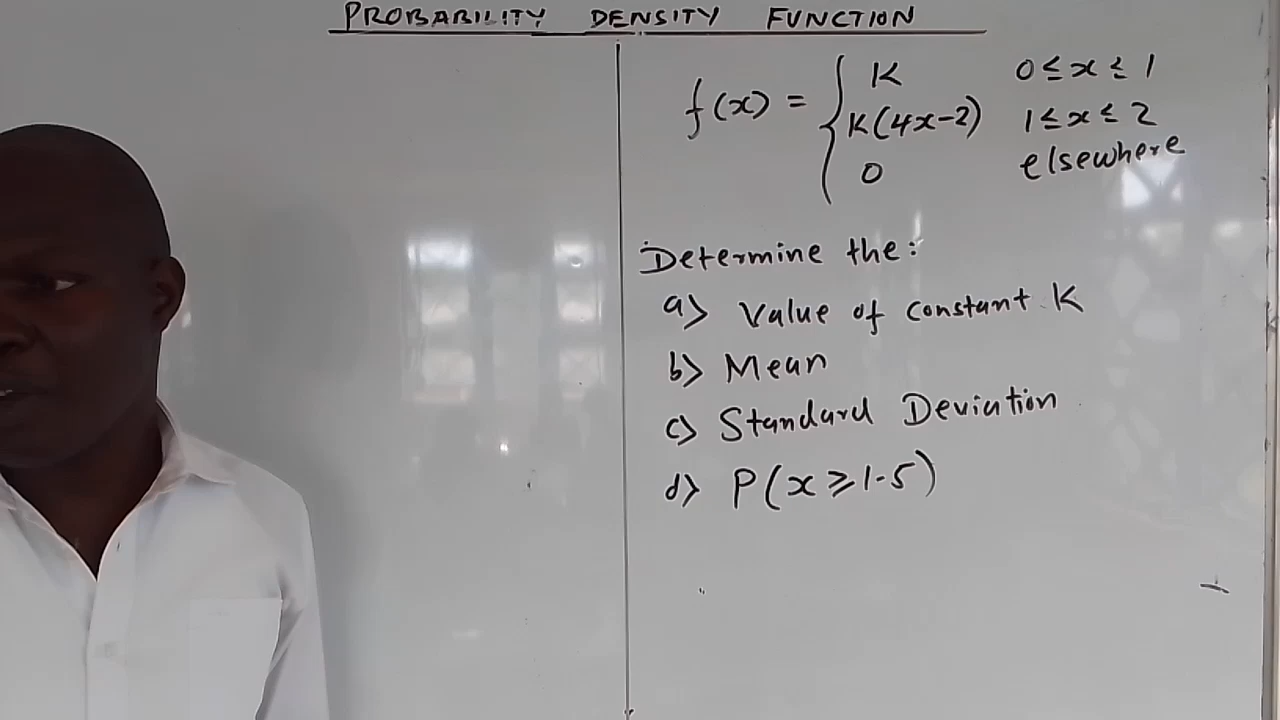 PROBABILITY DENSITY FUNCTION
f(x) = { K 0≤x≤1
K(4x-2) 1≤x≤2
0 elsewhere
Determine the:
a) Value of constant K
b) Mean
c) Standard Deviation
d) P(x≥1.5)